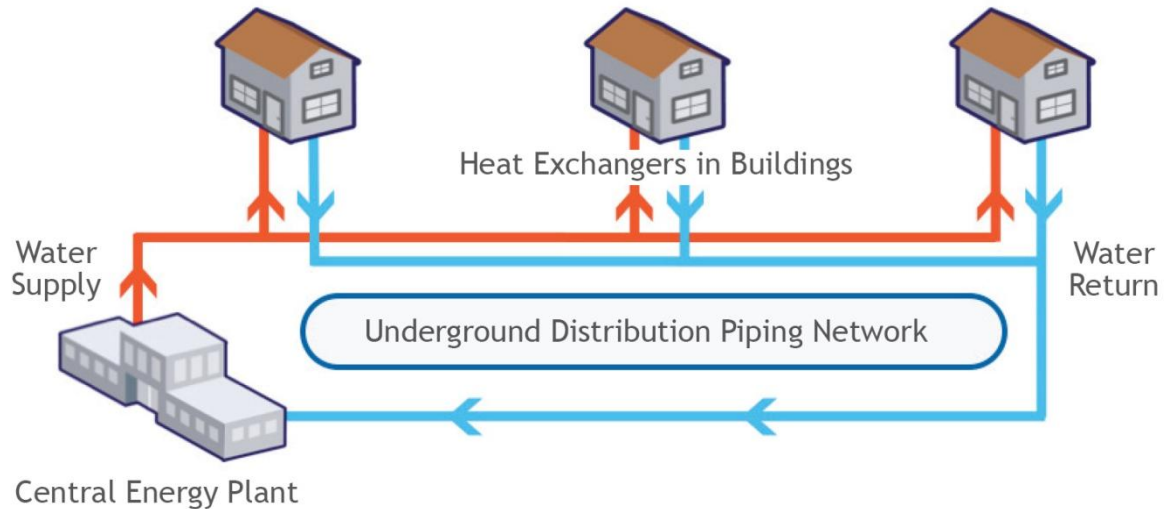 Heat Exchangers in Buildings
Water
Supply
Water
Return
Underground Distribution Piping Network
Central Energy Plant